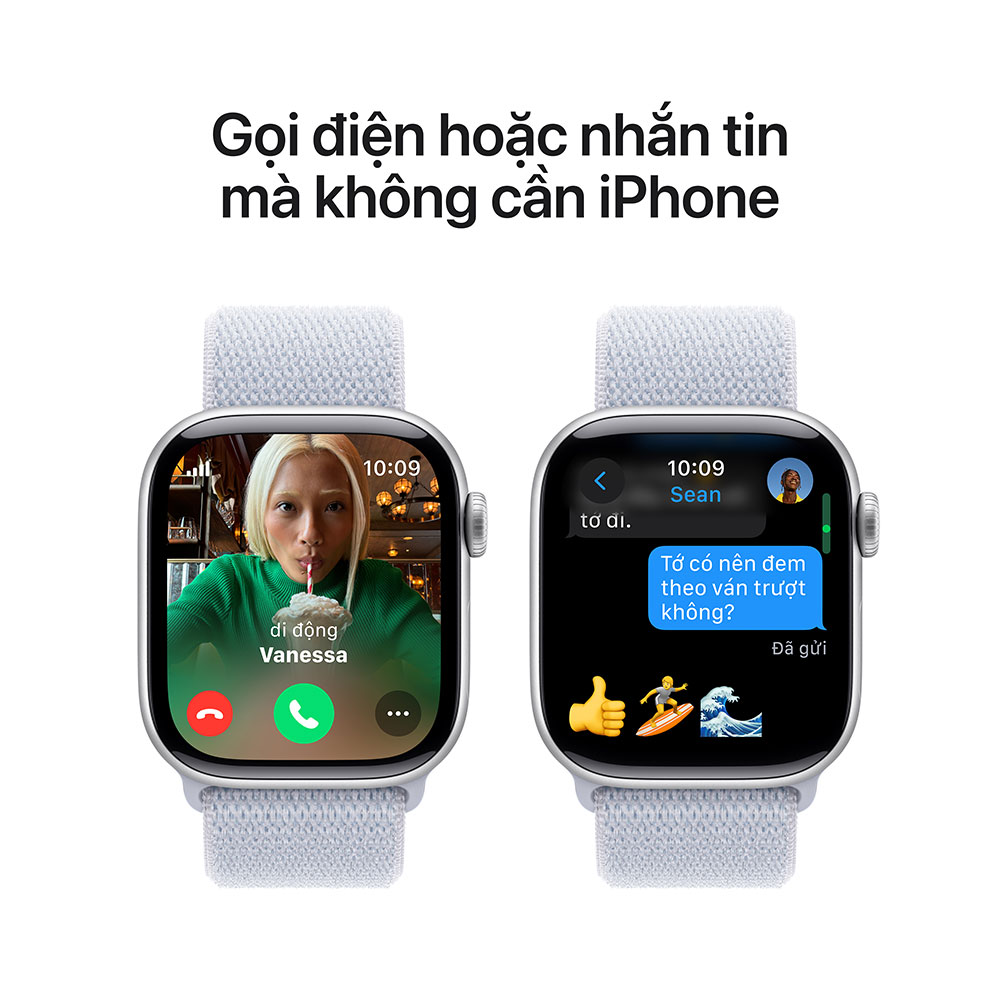 Gọi điện hoặc nhắn tin
mà không cần iPhone
10:09
di động
Vanessa
10:09
Sean
tớ đi.
Tớ có nên đem
theo ván trượt
không?
Đã gửi